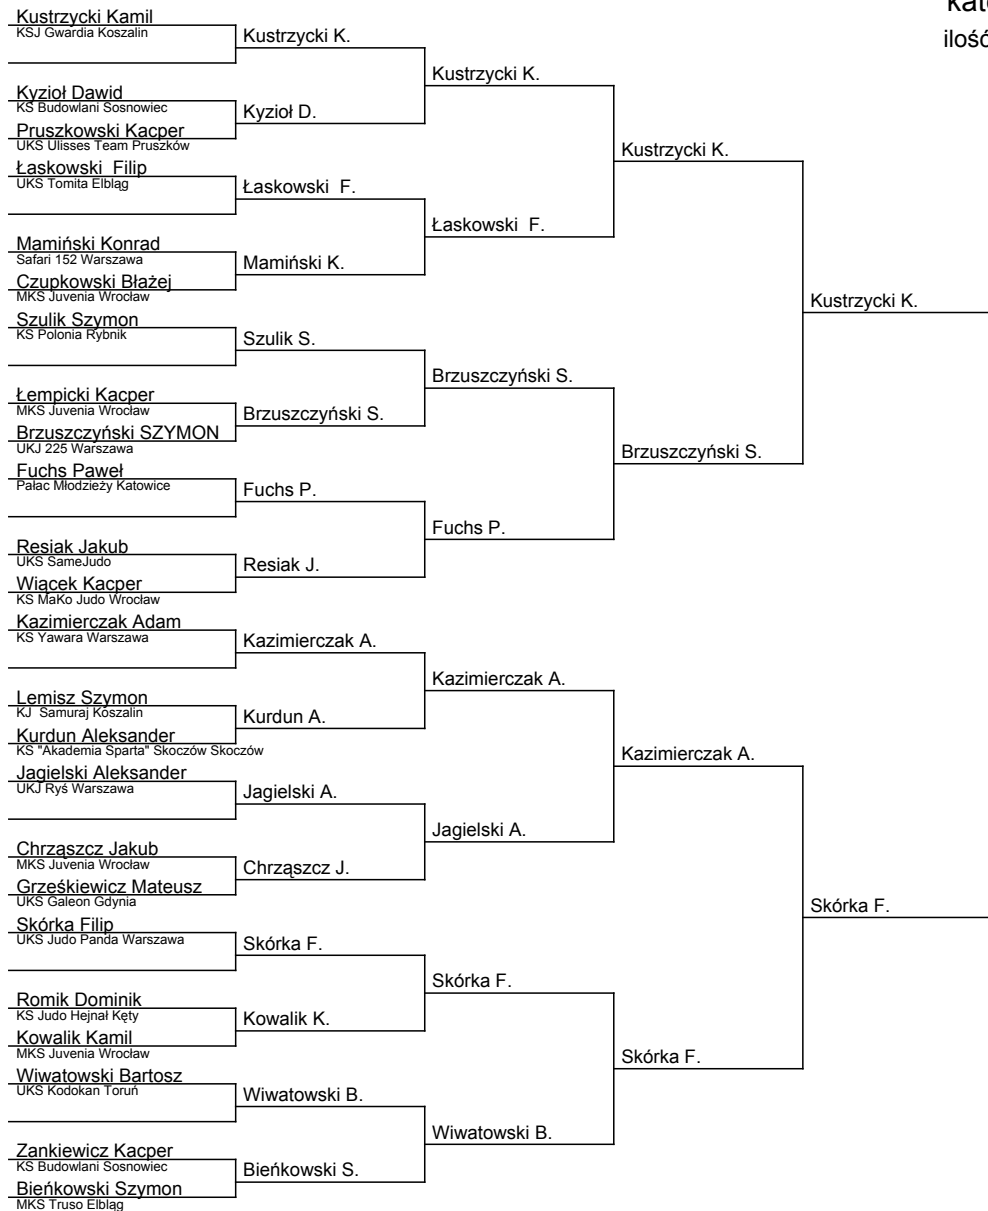 kat
ilość
Kustrzycki Kamil
KSJ Gwardia Koszalin
Kustrzycki K.
Kustrzycki K.
Kyzioł Dawid
KS Budowlani Sosnowiec
Kyzioł D.
Pruszkowski Kacper
UKS Ulisses Team Pruszków
Kustrzycki K.
Łaskowski  Filip
UKS Tomita Elbląg
Łaskowski  F.
Łaskowski  F.
Mamiński Konrad
Safari 152 Warszawa
Mamiński K.
Czupkowski Błażej
MKS Juvenia Wrocław
Kustrzycki K.
Szulik Szymon
KS Polonia Rybnik
Szulik S.
Brzuszczyński S.
Łempicki Kacper
MKS Juvenia Wrocław
Brzuszczyński S.
Brzuszczyński SZYMON
UKJ 225 Warszawa
Brzuszczyński S.
Fuchs Paweł
Pałac Młodzieży Katowice
Fuchs P.
Fuchs P.
Resiak Jakub
UKS SameJudo
Resiak J.
Wiącek Kacper
KS MaKo Judo Wrocław
Kazimierczak Adam
KS Yawara Warszawa
Kazimierczak A.
Kazimierczak A.
Lemisz Szymon
KJ  Samuraj Koszalin
Kurdun A.
Kurdun Aleksander
KS "Akademia Sparta" Skoczów Skoczów
Kazimierczak A.
Jagielski Aleksander
UKJ Ryś Warszawa
Jagielski A.
Jagielski A.
Chrząszcz Jakub
MKS Juvenia Wrocław
Chrząszcz J.
Grześkiewicz Mateusz
UKS Galeon Gdynia
Skórka F.
Skórka Filip
UKS Judo Panda Warszawa
Skórka F.
Skórka F.
Romik Dominik
KS Judo Hejnał Kęty
Kowalik K.
Kowalik Kamil
MKS Juvenia Wrocław
Skórka F.
Wiwatowski Bartosz
UKS Kodokan Toruń
Wiwatowski B.
Wiwatowski B.
Zankiewicz Kacper
KS Budowlani Sosnowiec
Bieńkowski S.
Bieńkowski Szymon
MKS Truso Elbląg